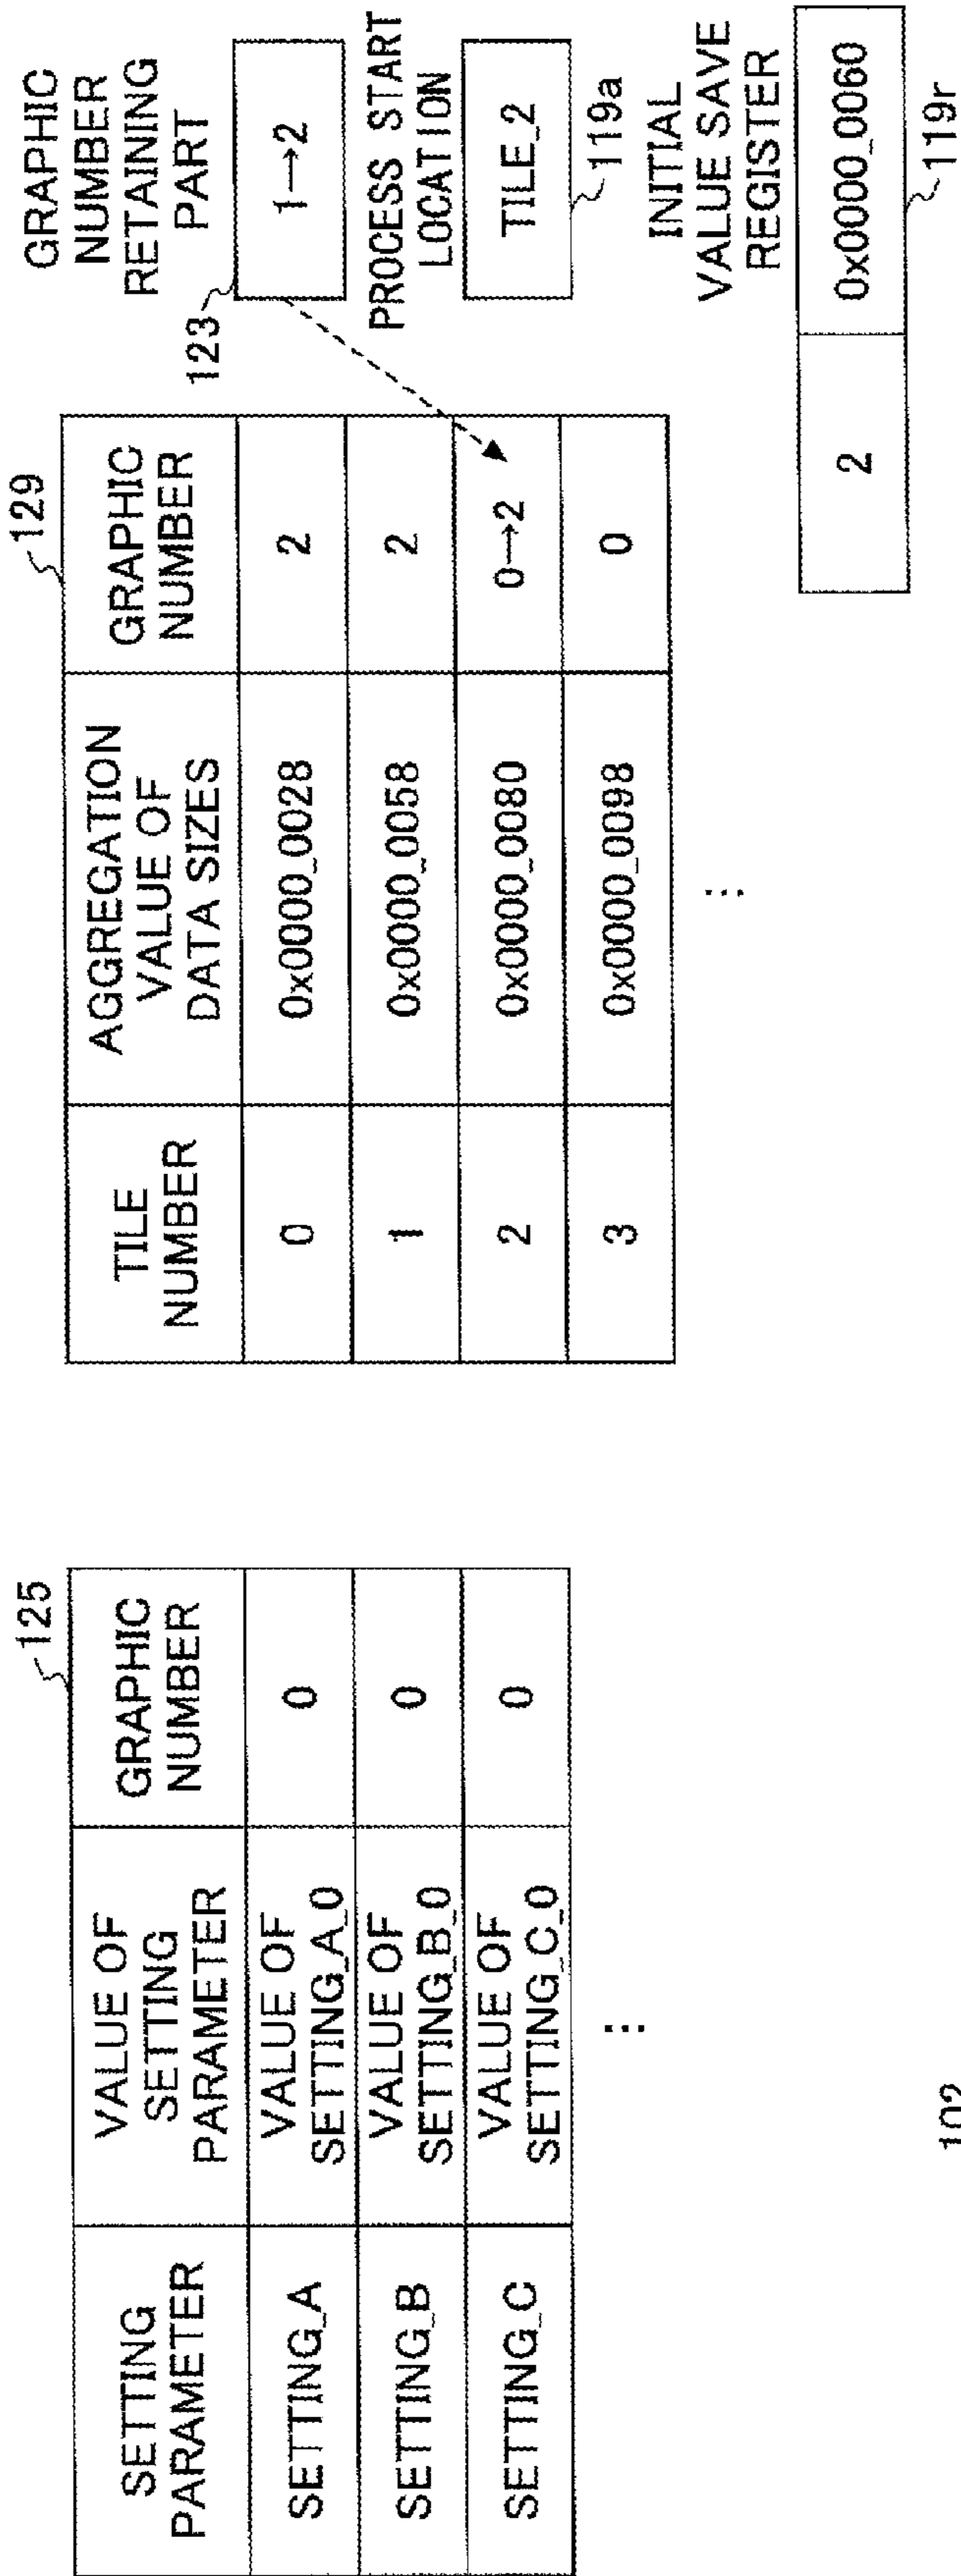 125
SETTING
PARAMETER
VALUE OF
SETTING
PARAMETER
GRAPHIC
NUMBER
SETTING_A
VALUE OF
SETTING_A_0
0
SETTING_B
VALUE OF
SETTING_B_0
0
SETTING_C
VALUE OF
SETTING_C_0
0
⋮
102
129
TILE
NUMBER
AGGREGATION
VALUE OF
DATA SIZES
GRAPHIC
NUMBER
0
0x0000_0028
2
1
0x0000_0058
2
2
0x0000_0080
0→2
3
0x0000_0098
0
⋮
GRAPHIC
NUMBER
RETAINING
PART
123
1→2
PROCESS START
LOCATION
TILE_2
119a
INITIAL
VALUE SAVE
REGISTER
2
0x0000_0060
119r